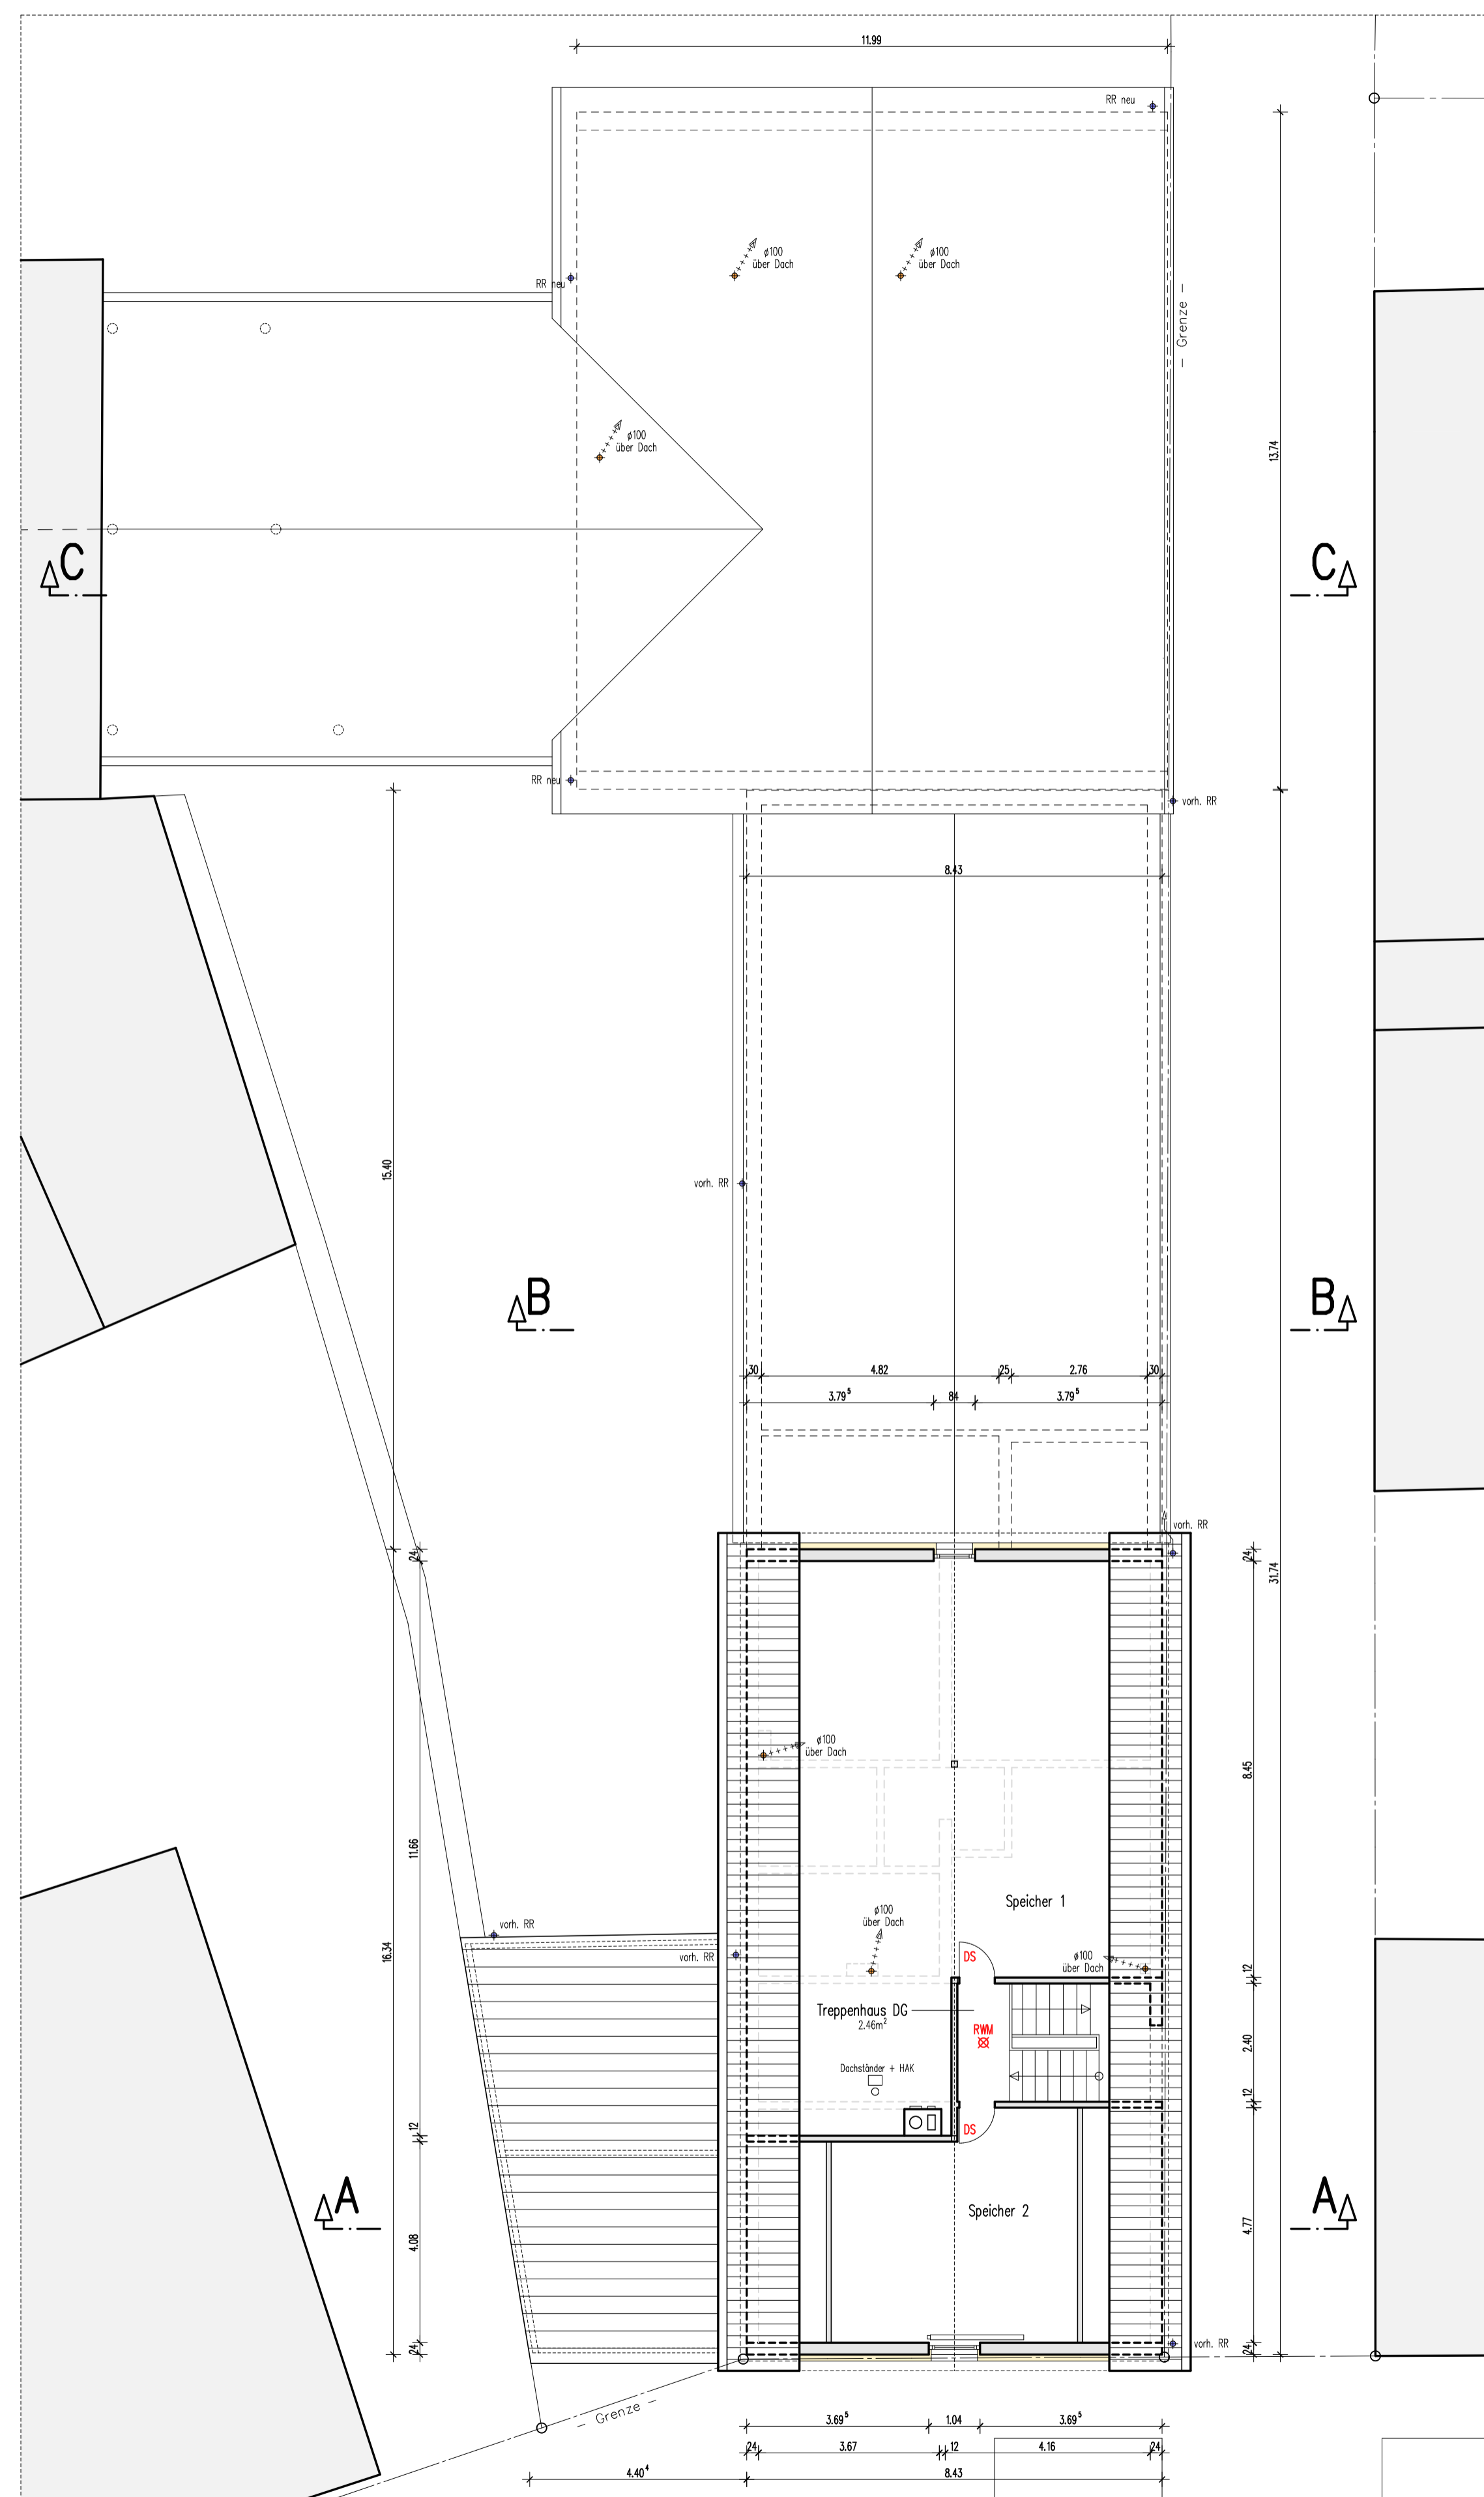 11.99
RR neu
ø100
über Dach
ø100
über Dach
RR neu
– Grenze –
13.74
ø100
über Dach
C
C
RR neu
vorh. RR
8.43
15.40
vorh. RR
B
B
30
4.82
25
2.76
30
3.79⁵
84
3.79⁵
vorh. RR
24
24
31.74
ø100
über Dach
8.45
11.66
Speicher 1
ø100
über Dach
vorh. RR
vorh. RR
16.34
DS
ø100
über Dach
12
Treppenhaus DG
2.46m²
RWM
2.40
Dachständer + HAK
12
12
DS
A
A
Speicher 2
4.08
4.77
24
vorh. RR
24
– Grenze –
3.69⁵
1.04
3.69⁵
24
3.67
12
4.16
24
4.40⁴
8.43